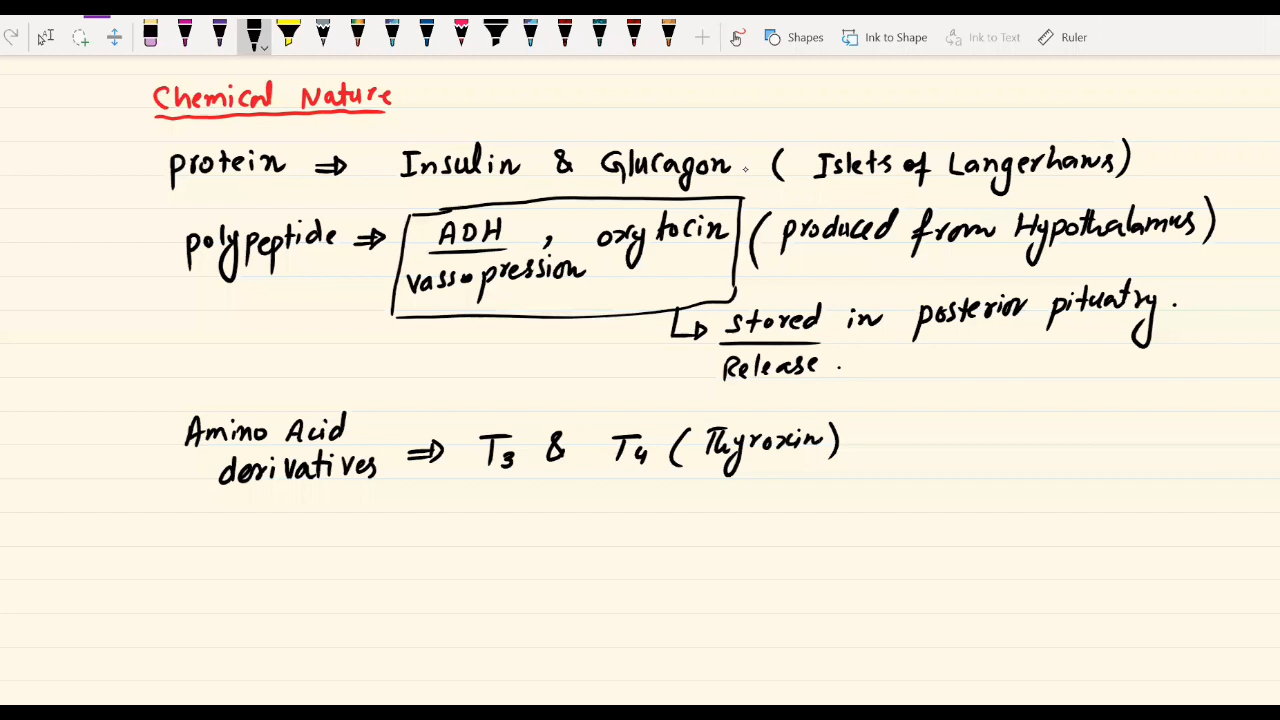 Shapes Ink to Shape Ink to Text Ruler
Chemical Nature
protein ⇒ Insulin & Glucagon. (Islets of Langerhans)
polypeptide ⇒ ADH, oxytocin (produced from Hypothalamus)
vasso-pression
↳ stored in posterior pituatry.
Release.
Amino Acid
derivatives ⇒ T3 & T4 (Thyroxin)